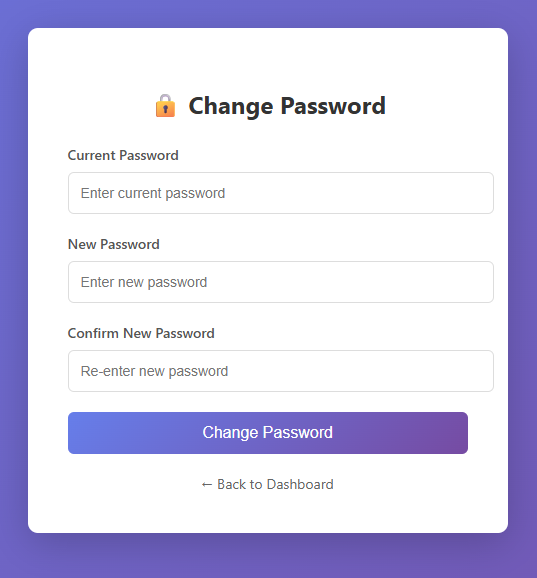 🔒 Change Password
Current Password
Enter current password
New Password
Enter new password
Confirm New Password
Re-enter new password
Change Password
← Back to Dashboard